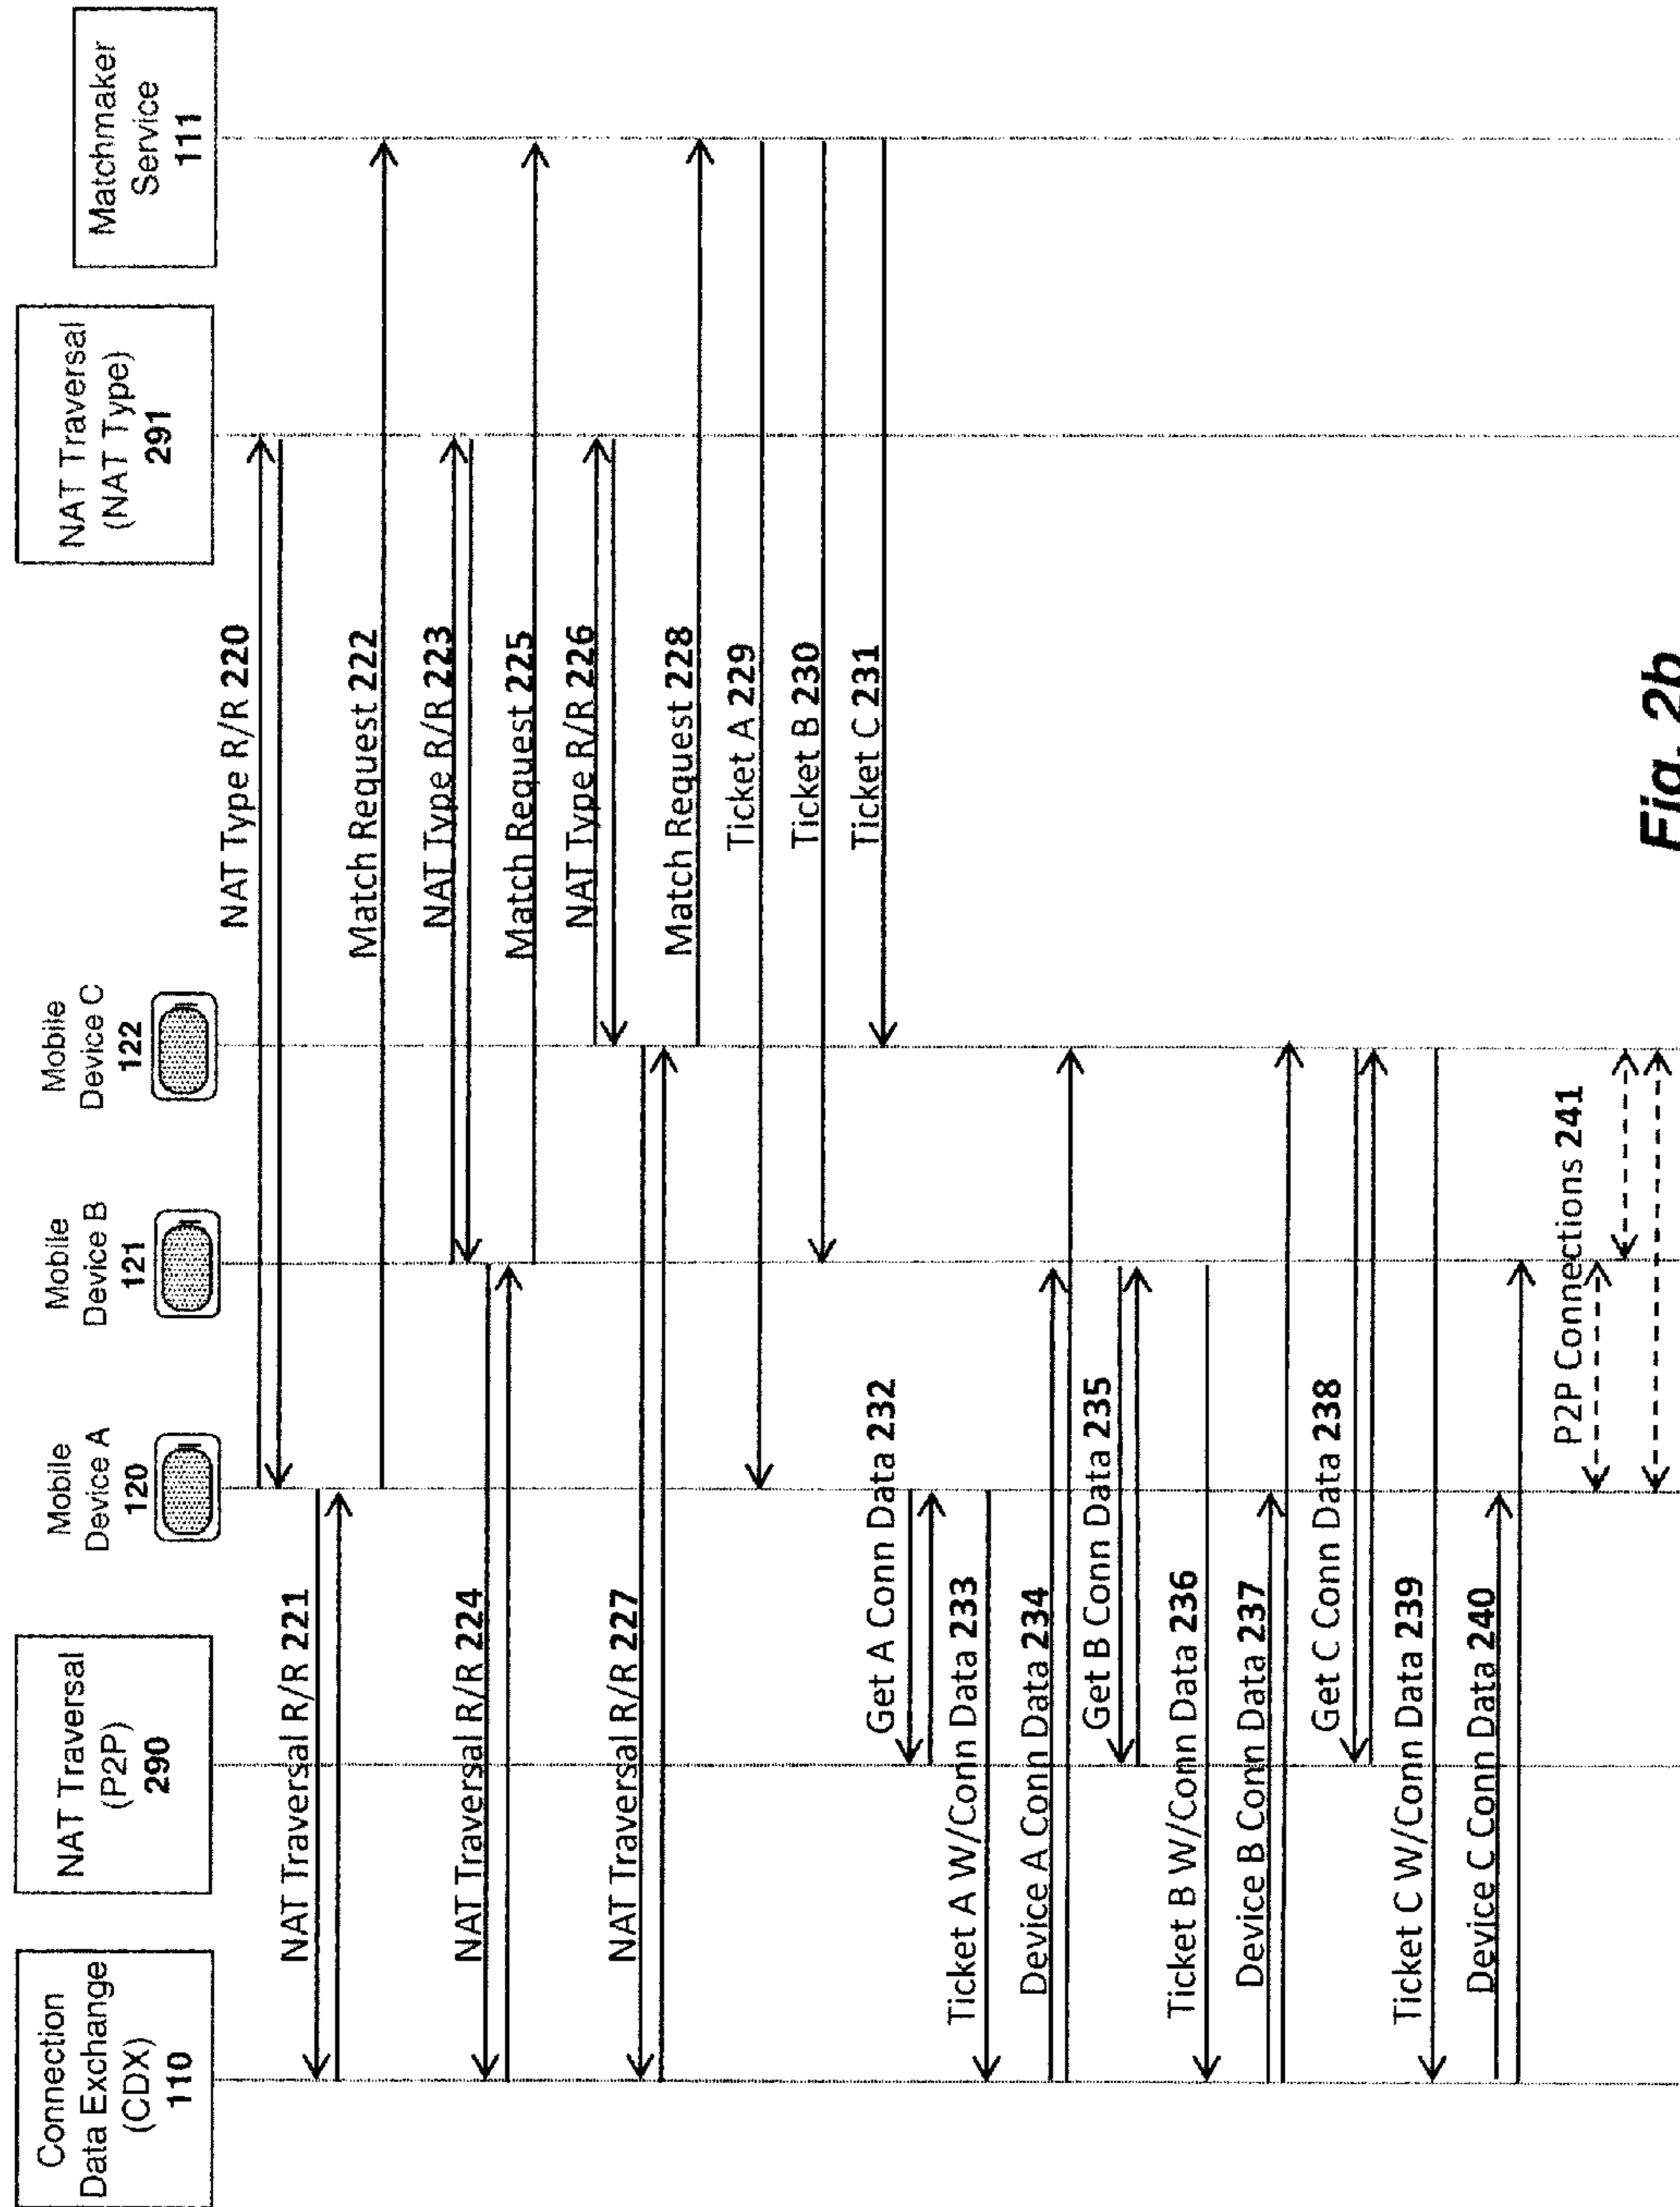 Connection
Data Exchange
(CDX)
110
NAT Traversal
(P2P)
290
Mobile
Device A
120
Mobile
Device B
121
Mobile
Device C
122
NAT Traversal
(NAT Type)
291
Matchmaker
Service
111
NAT Type R/R 220
NAT Traversal R/R 221
Match Request 222
NAT Type R/R 223
NAT Traversal R/R 224
Match Request 225
NAT Type R/R 226
NAT Traversal R/R 227
Match Request 228
Ticket A 229
Ticket B 230
Ticket C 231
Get A Conn Data 232
Ticket A W/Conn Data 233
Device A Conn Data 234
Get B Conn Data 235
Ticket B W/Conn Data 236
Device B Conn Data 237
Get C Conn Data 238
Ticket C W/Conn Data 239
Device C Conn Data 240
P2P Connections 241
Fig. 2b